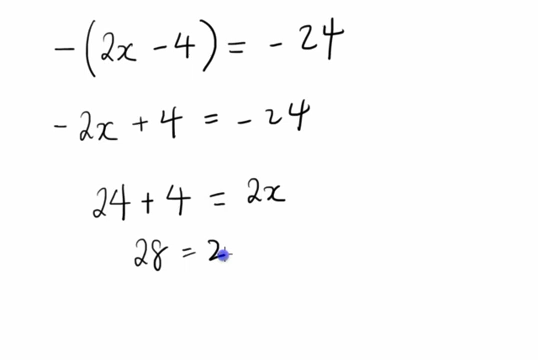 -(2x - 4) = - 24
- 2x + 4 = - 24
24 + 4 = 2x
28 = 2